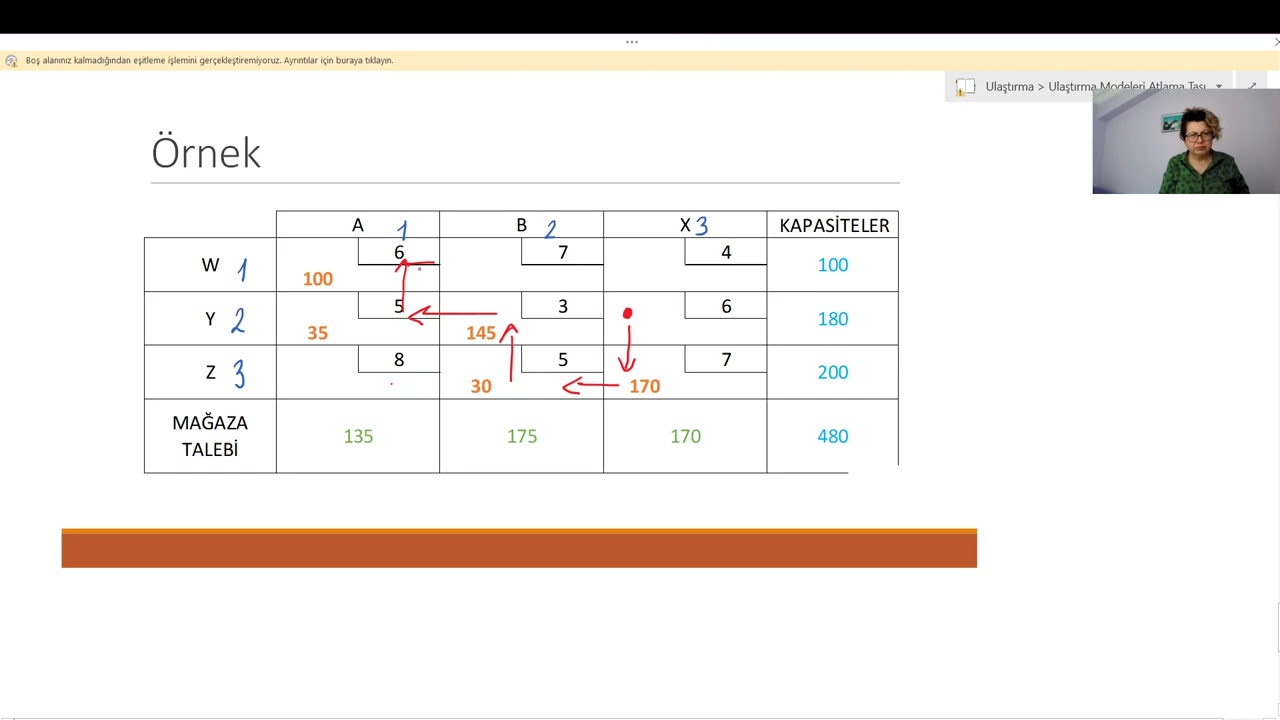 ...
Boş alanınız kalmadığından eşitleme işlemini gerçekleştiremiyoruz. Ayrıntılar için buraya tıklayın.
Ulaştırma > Ulaştırma Modeleri Atlama Taşı
Örnek
A 1 B 2 X 3 KAPASİTELER
W 1 6 7 4 100
100
Y 2 5 3 6 180
35 145
Z 3 8 5 7 200
30 170
MAĞAZA
TALEBİ 135 175 170 480